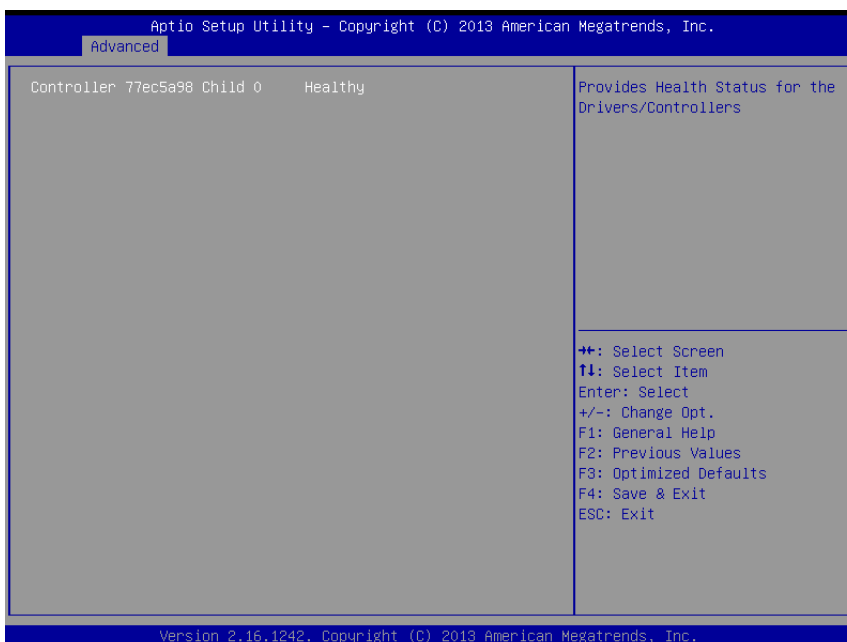 Aptio Setup Utility – Copyright (C) 2013 American Megatrends, Inc.
Advanced
Controller 77ec5a98 Child 0 Healthy
Provides Health Status for the
Drivers/Controllers
→←: Select Screen
↑↓: Select Item
Enter: Select
+/-: Change Opt.
F1: General Help
F2: Previous Values
F3: Optimized Defaults
F4: Save & Exit
ESC: Exit
Version 2.16.1242. Copyright (C) 2013 American Megatrends, Inc.